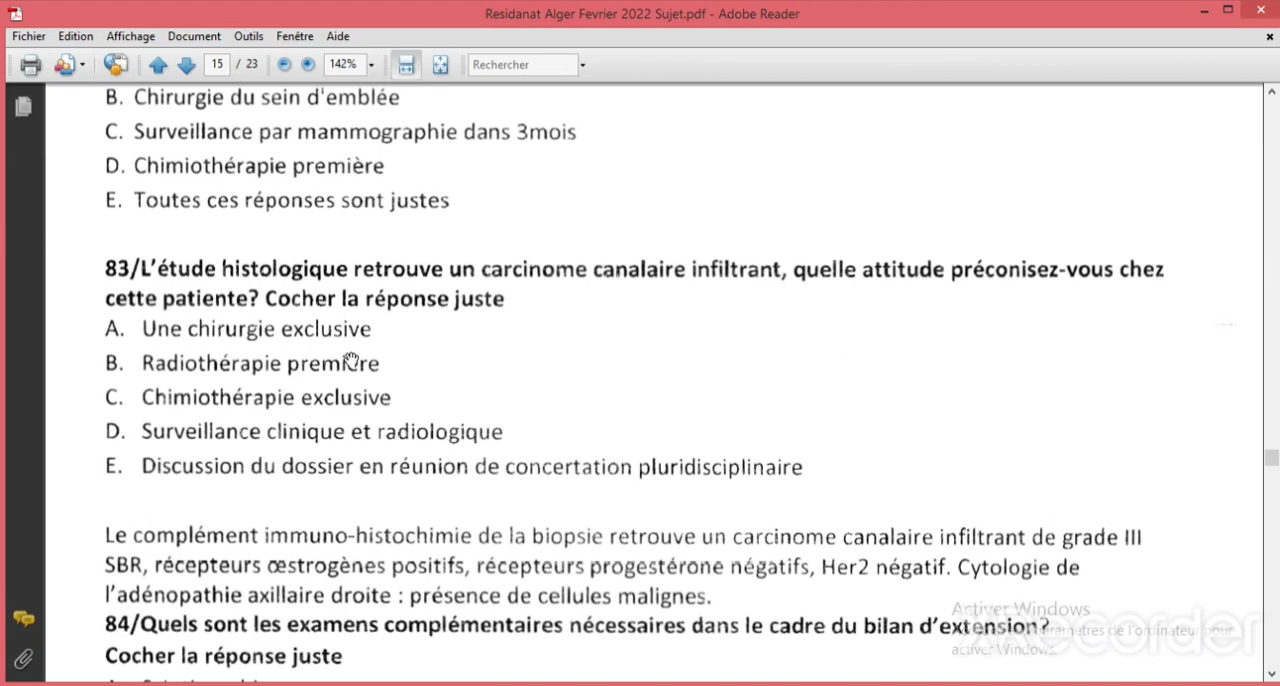 Residanat Alger Fevrier 2022 Sujet.pdf - Adobe Reader
Fichier Edition Affichage Document Outils Fenêtre Aide
15 / 23 142% Rechercher
B. Chirurgie du sein d'emblée
C. Surveillance par mammographie dans 3mois
D. Chimiothérapie première
E. Toutes ces réponses sont justes
83/L'étude histologique retrouve un carcinome canalaire infiltrant, quelle attitude préconisez-vous chez
cette patiente? Cocher la réponse juste
A. Une chirurgie exclusive
B. Radiothérapie première
C. Chimiothérapie exclusive
D. Surveillance clinique et radiologique
E. Discussion du dossier en réunion de concertation pluridisciplinaire
Le complément immuno-histochimie de la biopsie retrouve un carcinome canalaire infiltrant de grade III
SBR, récepteurs œstrogènes positifs, récepteurs progestérone négatifs, Her2 négatif. Cytologie de
l'adénopathie axillaire droite : présence de cellules malignes.
Activer Windows
84/Quels sont les examens complémentaires nécessaires dans le cadre du bilan d'extension?
paramètres de l'ordinateur pour
activer Windows.
Cocher la réponse juste